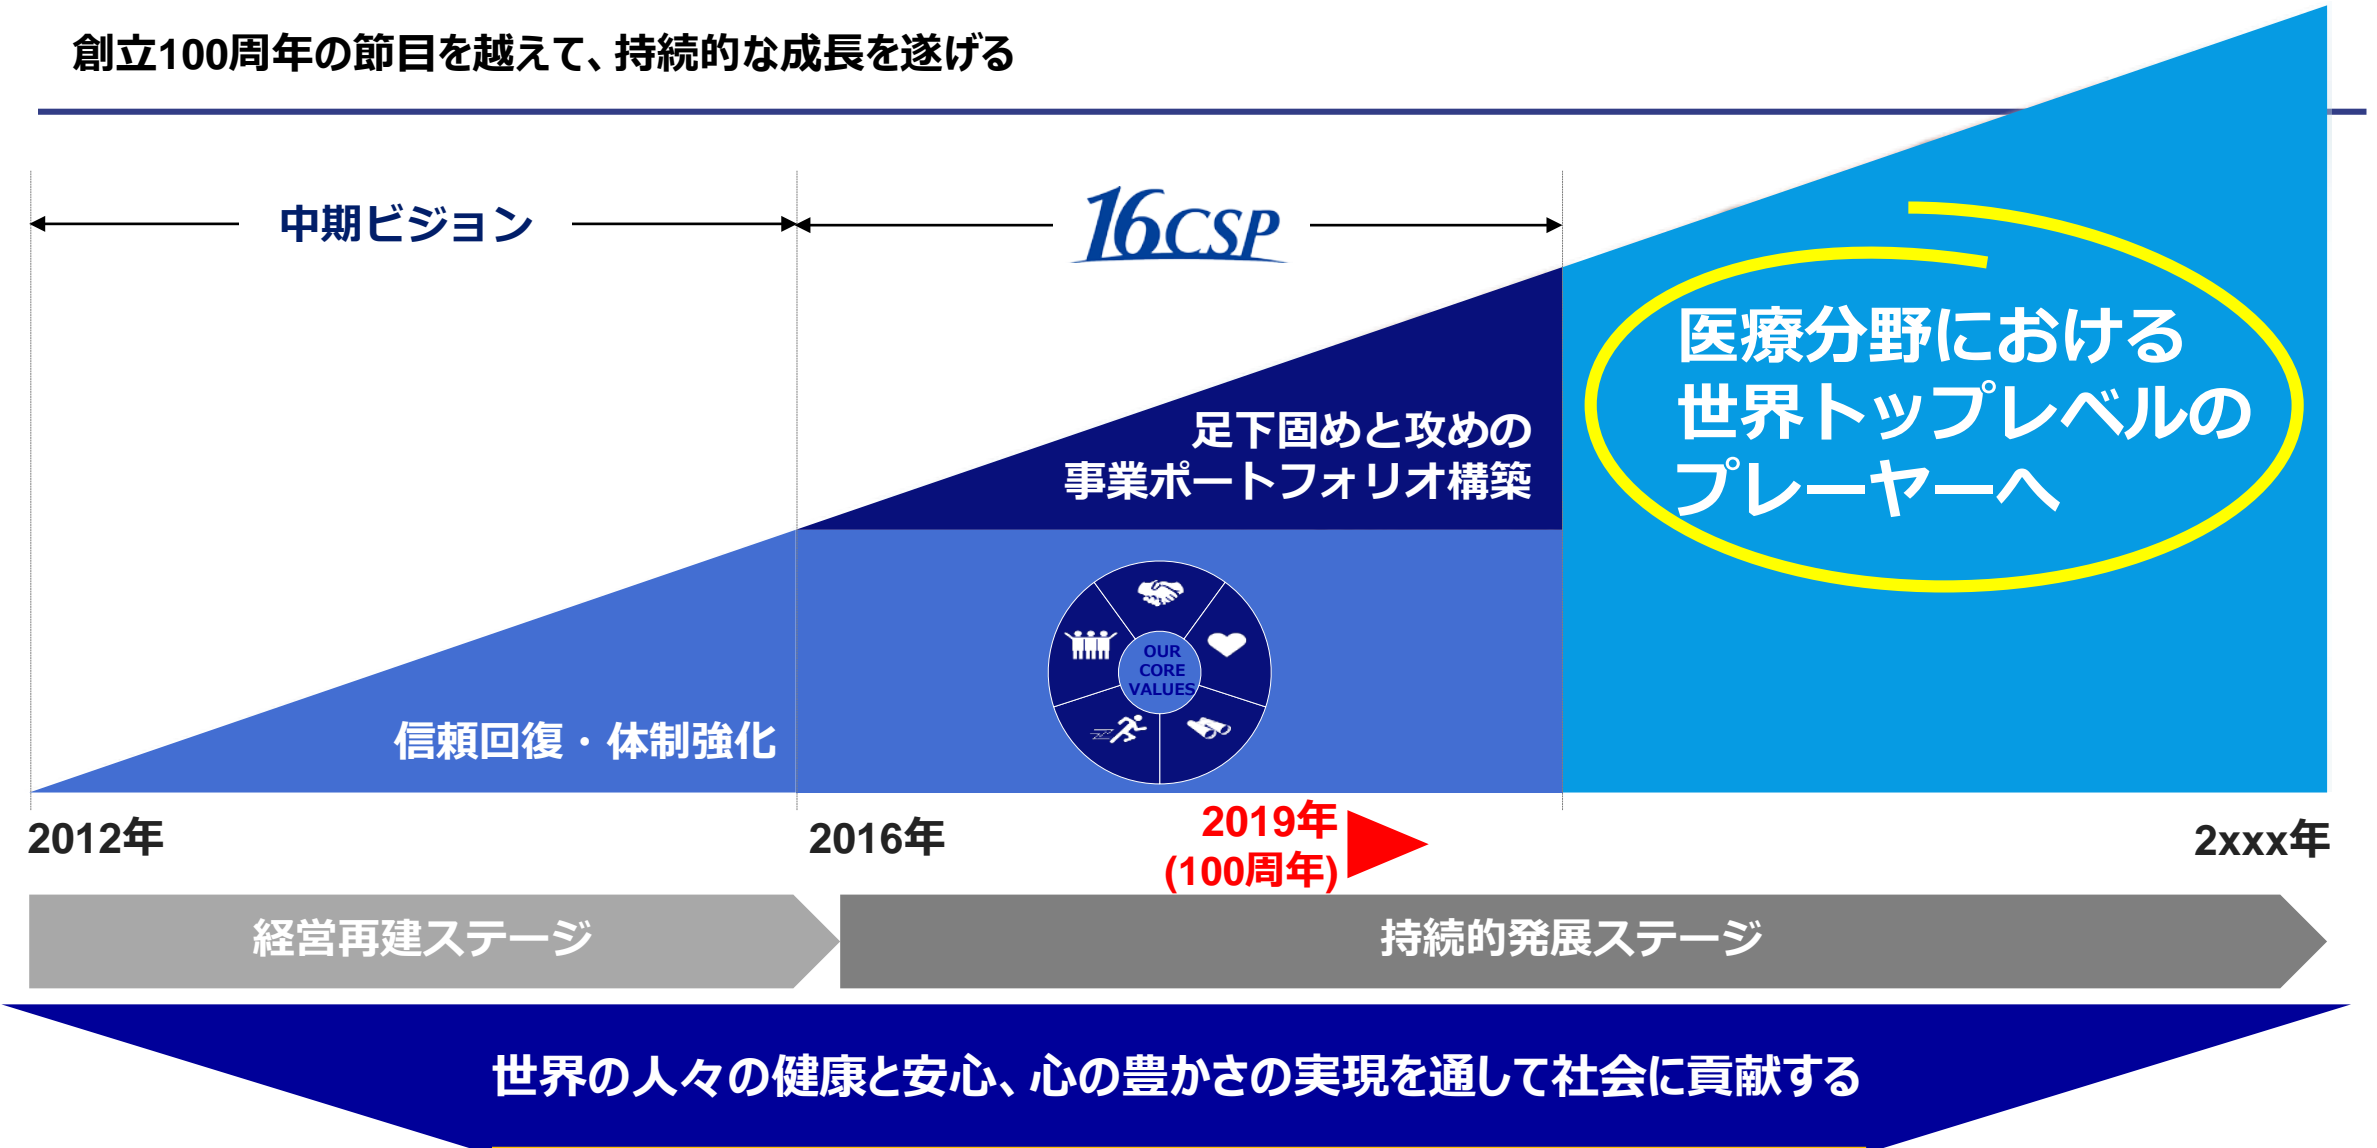 創立100周年の節目を越えて、持続的な成長を遂げる
中期ビジョン
16CSP
医療分野における
世界トップレベルの
プレーヤーへ
足下固めと攻めの
事業ポートフォリオ構築
OUR
CORE
VALUES
信頼回復・体制強化
2012年
2016年
2019年
(100周年)
2xxx年
経営再建ステージ
持続的発展ステージ
世界の人々の健康と安心、心の豊かさの実現を通して社会に貢献する